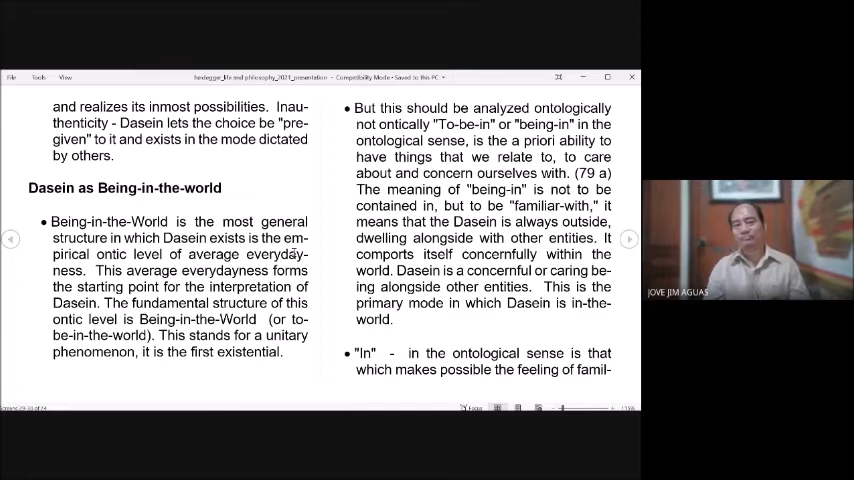 File Tools View heidegger_life and philosophy_2021_presentation - Compatibility Mode • Saved to this PC
and realizes its inmost possibilities. Inau-
thenticity - Dasein lets the choice be "pre-
given" to it and exists in the mode dictated
by others.
Dasein as Being-in-the-world
• Being-in-the-World is the most general
structure in which Dasein exists is the em-
pirical ontic level of average everyday-
ness. This average everydayness forms
the starting point for the interpretation of
Dasein. The fundamental structure of this
ontic level is Being-in-the-World (or to-
be-in-the-world). This stands for a unitary
phenomenon, it is the first existential.
• But this should be analyzed ontologically
not ontically "To-be-in" or "being-in" in the
ontological sense, is the a priori ability to
have things that we relate to, to care
about and concern ourselves with. (79 a)
The meaning of "being-in" is not to be
contained in, but to be "familiar-with," it
means that the Dasein is always outside,
dwelling alongside with other entities. It
comports itself concernfully within the
world. Dasein is a concernful or caring be-
ing alongside other entities. This is the
primary mode in which Dasein is in-the-
world.
• "In" - in the ontological sense is that
which makes possible the feeling of famil-
JOVE JIM AGUAS
Focus